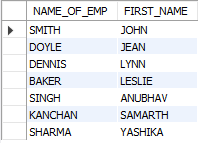 NAME_OF_EMP FIRST_NAME
SMITH JOHN
DOYLE JEAN
DENNIS LYNN
BAKER LESLIE
SINGH ANUBHAV
KANCHAN SAMARTH
SHARMA YASHIKA